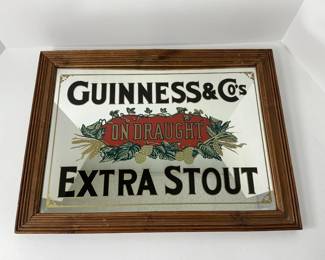 GUINNESS & Co's
ON DRAUGHT
EXTRA STOUT